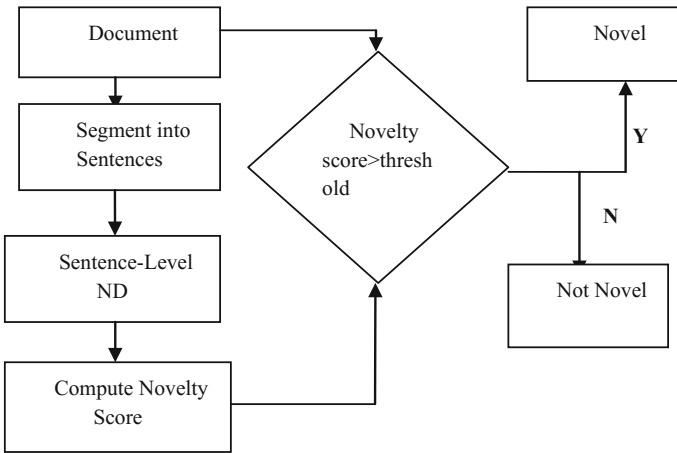 Document
Segment into
Sentences
Sentence-Level
ND
Compute Novelty
Score
Novelty
score>thresh
old
Y
N
Novel
Not Novel